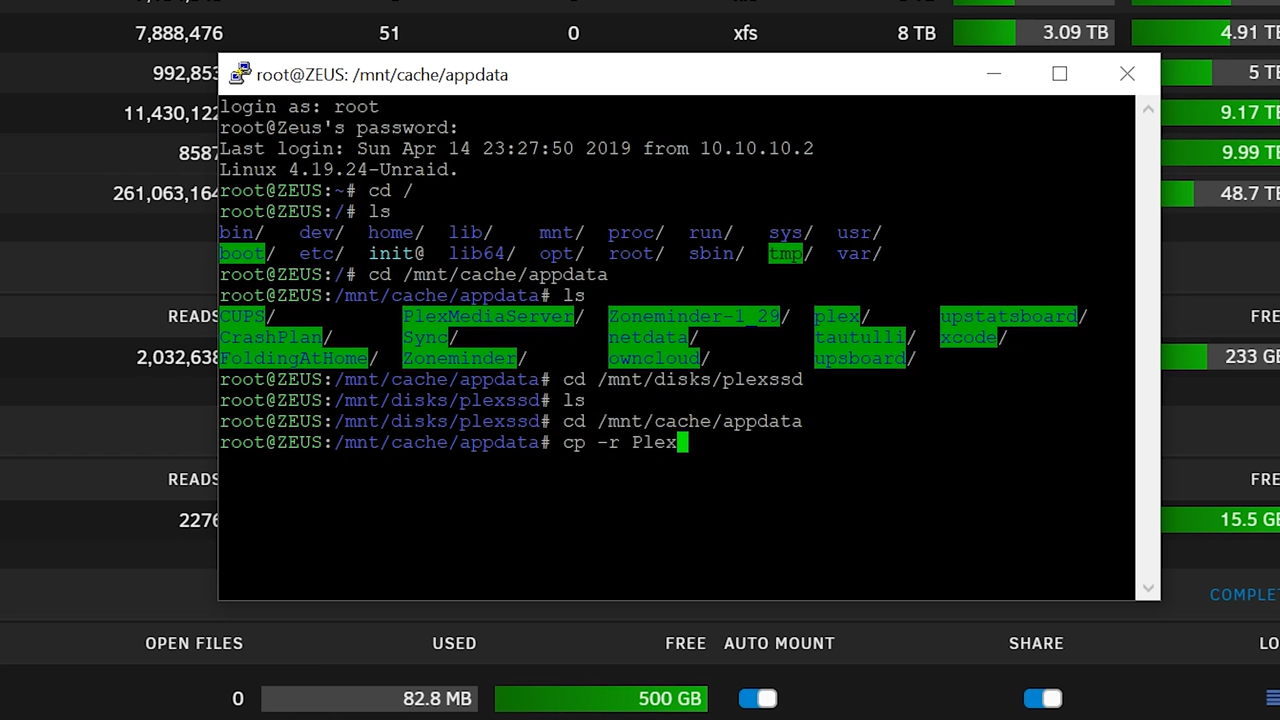 7,888,476 51 0 xfs 8 TB 3.09 TB 4.91 TB
992,853 5 TB
11,430,122 9.17 TB
8587 9.99 TB
261,063,164 48.7 TB
READS FREE
2,032,638 233 GB
READS FREE
2276 15.5 GB
root@ZEUS: /mnt/cache/appdata
login as: root
root@Zeus's password:
Last login: Sun Apr 14 23:27:50 2019 from 10.10.10.2
Linux 4.19.24-Unraid.
root@ZEUS:~# cd /
root@ZEUS:/# ls
bin/ dev/ home/ lib/ mnt/ proc/ run/ sys/ usr/
boot/ etc/ init@ lib64/ opt/ root/ sbin/ tmp/ var/
root@ZEUS:/# cd /mnt/cache/appdata
root@ZEUS:/mnt/cache/appdata# ls
CUPS/ PlexMediaServer/ Zoneminder-1_29/ plex/ upstatsboard/
CrashPlan/ Sync/ netdata/ tautulli/ xcode/
FoldingAtHome/ Zoneminder/ owncloud/ upsboard/
root@ZEUS:/mnt/cache/appdata# cd /mnt/disks/plexssd
root@ZEUS:/mnt/disks/plexssd# ls
root@ZEUS:/mnt/disks/plexssd# cd /mnt/cache/appdata
root@ZEUS:/mnt/cache/appdata# cp -r Plex
COMPLET
OPEN FILES USED FREE AUTO MOUNT SHARE LO
0 82.8 MB 500 GB